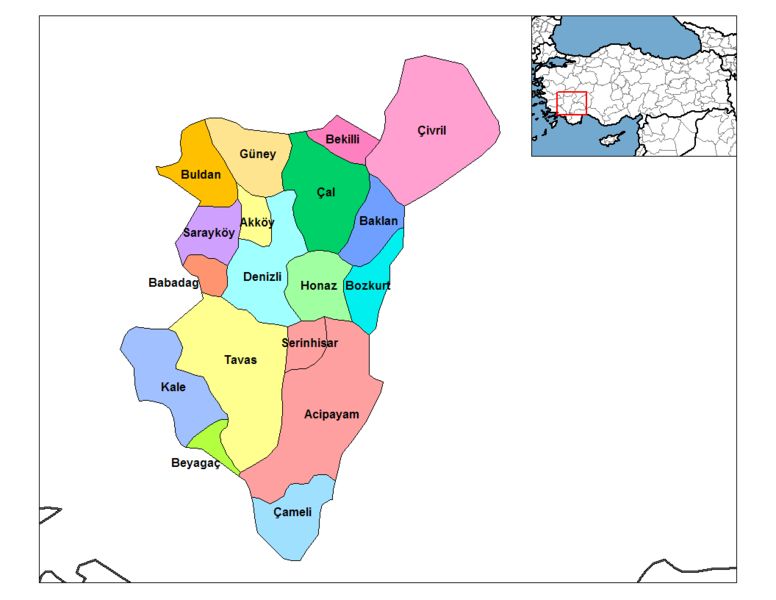 Çivril
Bekilli
Güney
Buldan
Çal
Baklan
Akköy
Sarayköy
Denizli
Babadag
Honaz
Bozkurt
Serinhisar
Tavas
Kale
Acipayam
Beyagaç
Çameli